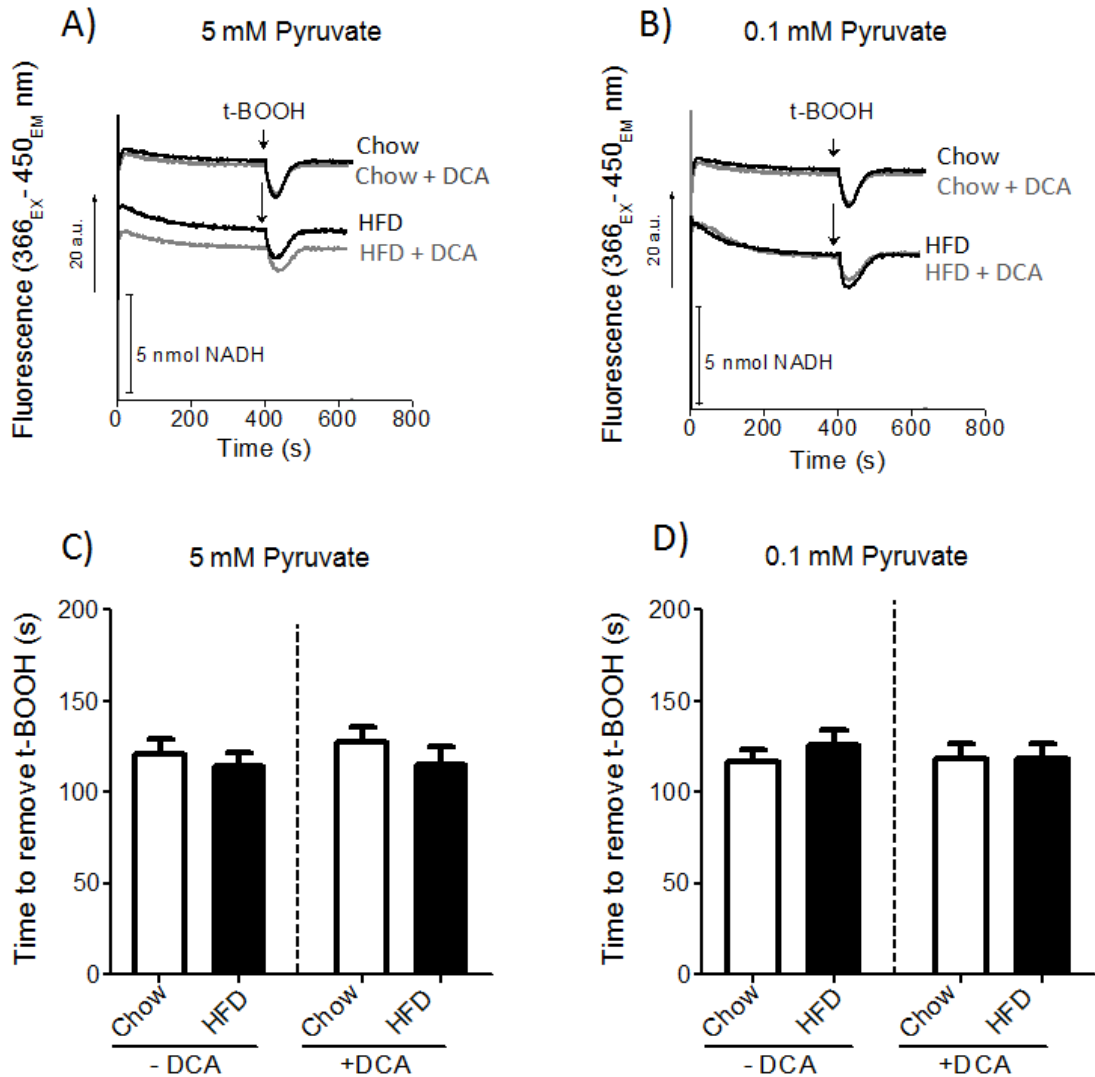 A)
5 mM Pyruvate
Fluorescence (366EX- 450EM nm)
20 a.u.
t-BOOH
Chow
Chow + DCA
HFD
HFD + DCA
5 nmol NADH
0 200 400 600 800
Time (s)
B)
0.1 mM Pyruvate
Fluorescence (366EX- 450EM nm)
20 a.u.
t-BOOH
Chow
Chow + DCA
HFD
HFD + DCA
5 nmol NADH
0 200 400 600 800
Time (s)
C)
5 mM Pyruvate
Time to remove t-BOOH (s)
200
150
100
50
0
Chow HFD Chow HFD
- DCA +DCA
D)
0.1 mM Pyruvate
Time to remove t-BOOH (s)
200
150
100
50
0
Chow HFD Chow HFD
- DCA +DCA